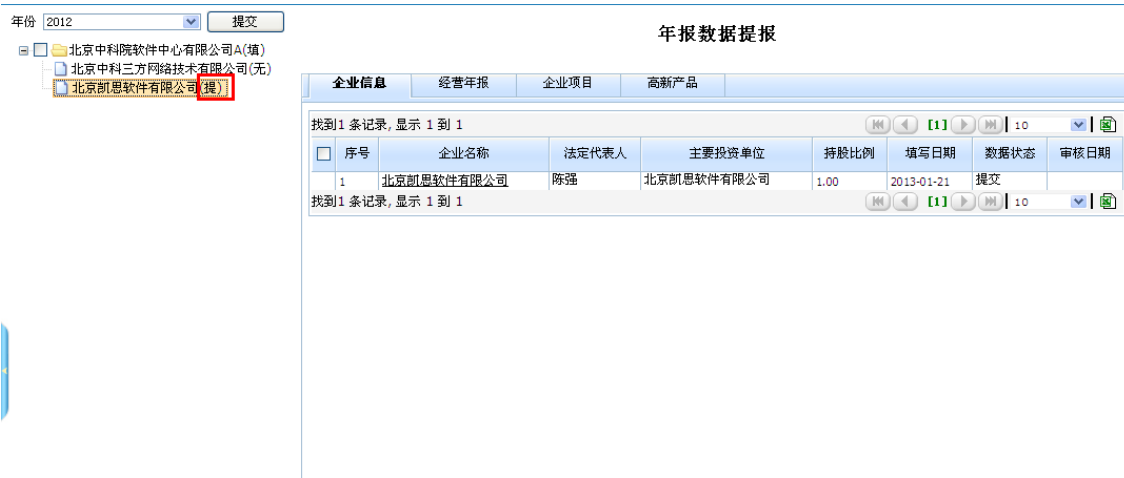 年份 2012 提交
北京中科院软件中心有限公司A(填)
北京中科三方网络技术有限公司(无)
北京凯思软件有限公司(提)
年报数据提报
企业信息 经营年报 企业项目 高新产品
找到1 条记录, 显示 1 到 1 [1] 10
序号 企业名称 法定代表人 主要投资单位 持股比例 填写日期 数据状态 审核日期
1 北京凯思软件有限公司 陈强 北京凯思软件有限公司 1.00 2013-01-21 提交
找到1 条记录, 显示 1 到 1 [1] 10